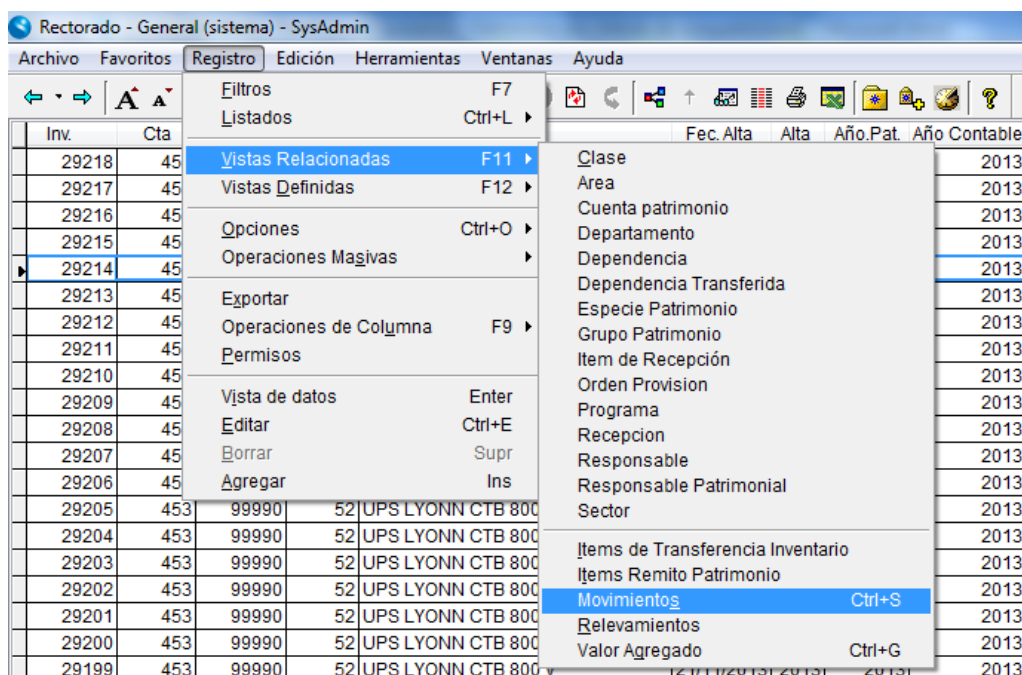 Rectorado - General (sistema) - SysAdmin
Archivo Favoritos Registro Edición Herramientas Ventanas Ayuda
Inv. Cta Fec. Alta Alta Año.Pat. Año Contable
Filtros F7
Listados Ctrl+L
Vistas Relacionadas F11
Vistas Definidas F12
Opciones Ctrl+O
Operaciones Masivas
Exportar
Operaciones de Columna F9
Permisos
Vista de datos Enter
Editar Ctrl+E
Borrar Supr
Agregar Ins
Clase
Area
Cuenta patrimonio
Departamento
Dependencia
Dependencia Transferida
Especie Patrimonio
Grupo Patrimonio
Item de Recepción
Orden Provision
Programa
Recepcion
Responsable
Responsable Patrimonial
Sector
Items de Transferencia Inventario
Items Remito Patrimonio
Movimientos Ctrl+S
Relevamientos
Valor Agregado Ctrl+G
29218 45 2013
29217 45 2013
29216 45 2013
29215 45 2013
29214 45 2013
29213 45 2013
29212 45 2013
29211 45 2013
29210 45 2013
29209 45 2013
29208 45 2013
29207 45 2013
29206 45 2013
29205 453 99990 52 UPS LYONN CTB 800 2013
29204 453 99990 52 UPS LYONN CTB 800 2013
29203 453 99990 52 UPS LYONN CTB 800 2013
29202 453 99990 52 UPS LYONN CTB 800 2013
29201 453 99990 52 UPS LYONN CTB 800 2013
29200 453 99990 52 UPS LYONN CTB 800 2013
29199 453 99990 52 UPS LYONN CTB 800 V 21/11/2013 2013 2013 2013